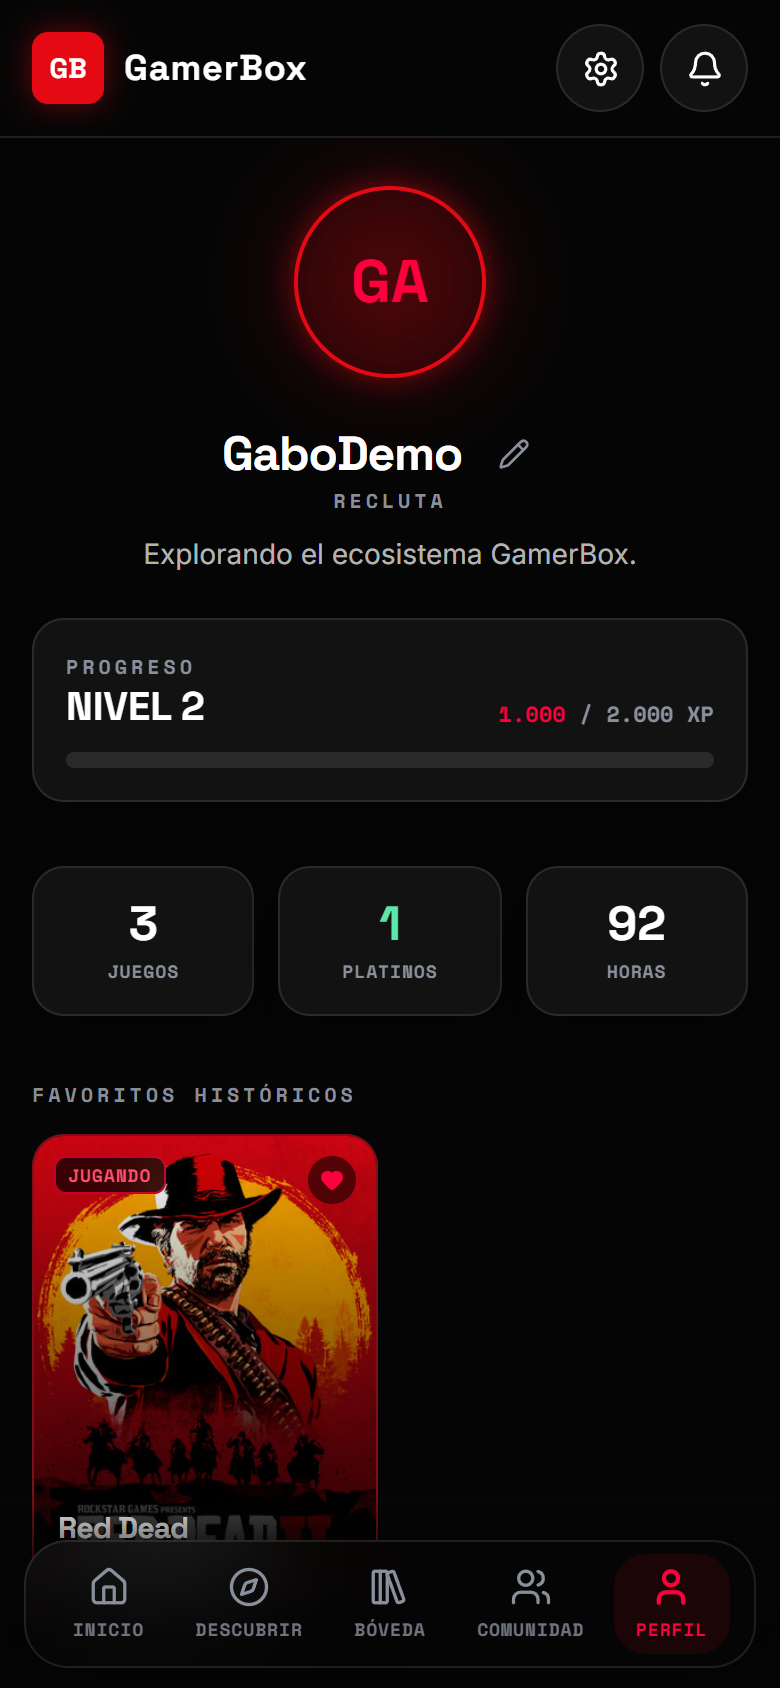 GB GamerBox
GA
GaboDemo
RECLUTA
Explorando el ecosistema GamerBox.
PROGRESO
NIVEL 2
1.000 / 2.000 XP
3
JUEGOS
1
PLATINOS
92
HORAS
FAVORITOS HISTÓRICOS
JUGANDO
ROCKSTAR GAMES PRESENTS
Red Dead
INICIO
DESCUBRIR
BÓVEDA
COMUNIDAD
PERFIL